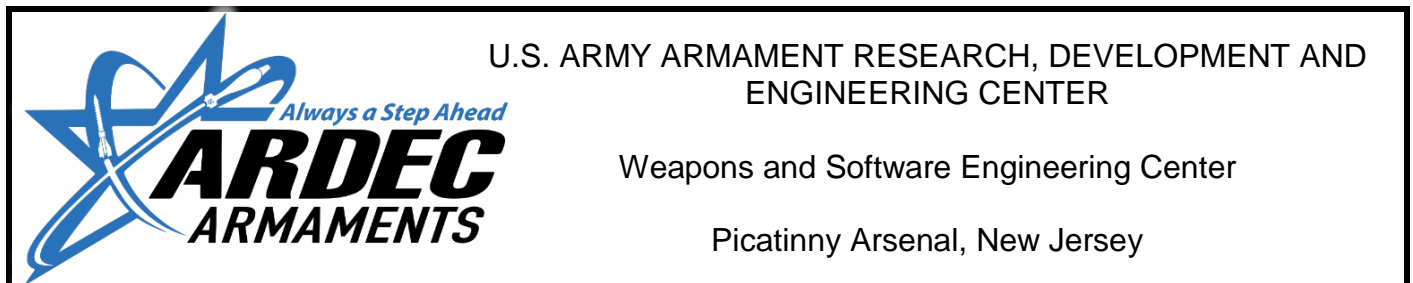 Always a Step Ahead
ARDEC
ARMAMENTS
U.S. ARMY ARMAMENT RESEARCH, DEVELOPMENT AND
ENGINEERING CENTER
Weapons and Software Engineering Center
Picatinny Arsenal, New Jersey